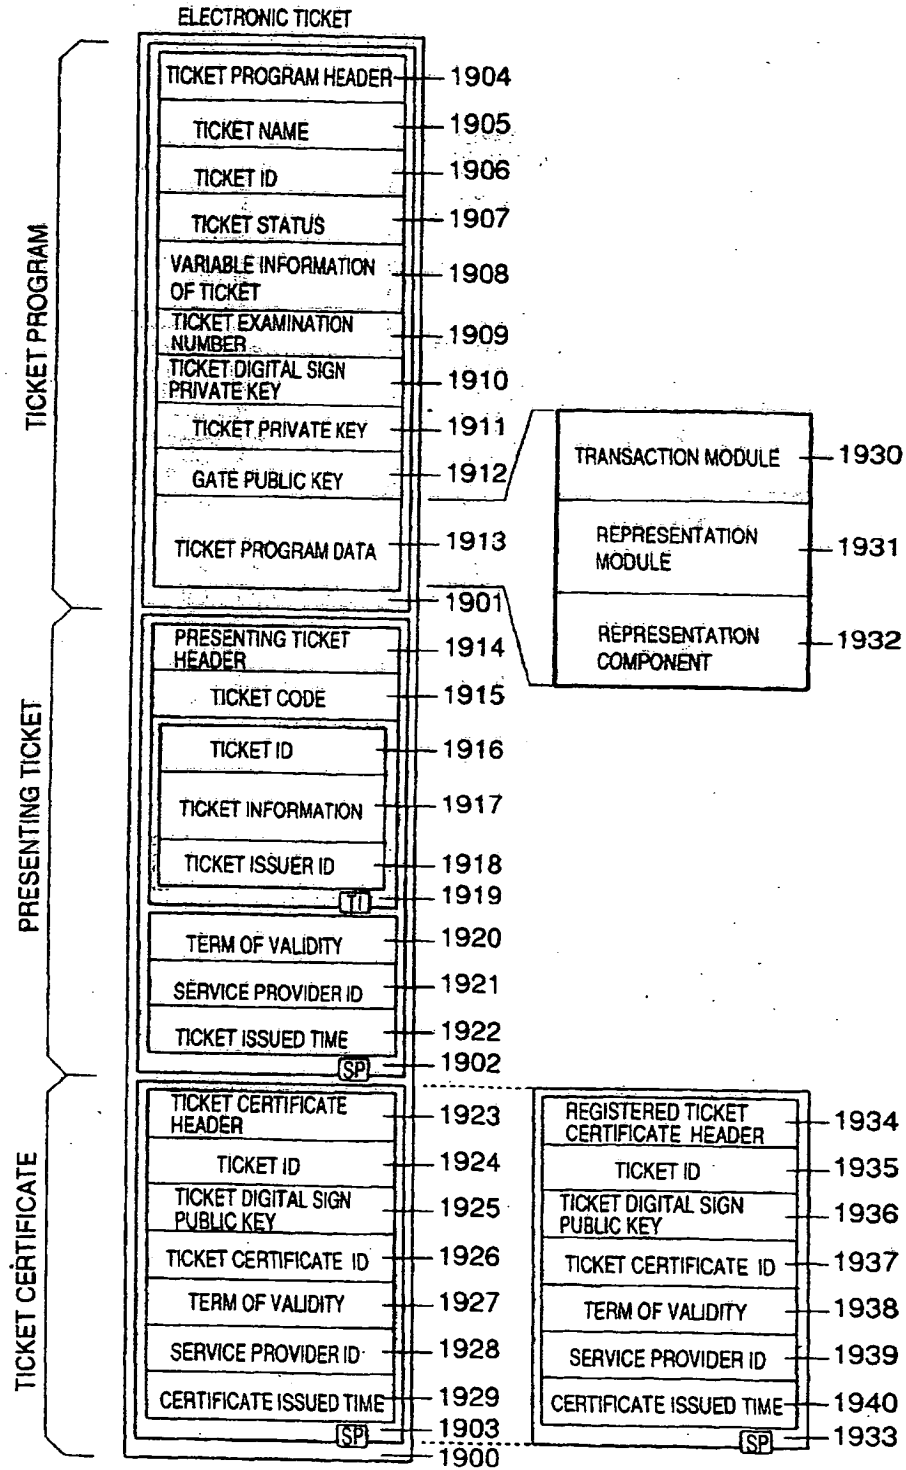 ELECTRONIC TICKET
TICKET PROGRAM
TICKET PROGRAM HEADER 1904
TICKET NAME 1905
TICKET ID 1906
TICKET STATUS 1907
VARIABLE INFORMATION
OF TICKET 1908
TICKET EXAMINATION
NUMBER 1909
TICKET DIGITAL SIGN
PRIVATE KEY 1910
TICKET PRIVATE KEY 1911
GATE PUBLIC KEY 1912
TICKET PROGRAM DATA 1913
1901
TRANSACTION MODULE 1930
REPRESENTATION
MODULE 1931
REPRESENTATION
COMPONENT 1932
PRESENTING TICKET
PRESENTING TICKET
HEADER 1914
TICKET CODE 1915
TICKET ID 1916
TICKET INFORMATION 1917
TICKET ISSUER ID 1918
TI 1919
TERM OF VALIDITY 1920
SERVICE PROVIDER ID 1921
TICKET ISSUED TIME 1922
SP 1902
TICKET CERTIFICATE
TICKET CERTIFICATE
HEADER 1923
TICKET ID 1924
TICKET DIGITAL SIGN
PUBLIC KEY 1925
TICKET CERTIFICATE ID 1926
TERM OF VALIDITY 1927
SERVICE PROVIDER ID 1928
CERTIFICATE ISSUED TIME 1929
SP 1903
1900
REGISTERED TICKET
CERTIFICATE HEADER 1934
TICKET ID 1935
TICKET DIGITAL SIGN
PUBLIC KEY 1936
TICKET CERTIFICATE ID 1937
TERM OF VALIDITY 1938
SERVICE PROVIDER ID 1939
CERTIFICATE ISSUED TIME 1940
SP 1933